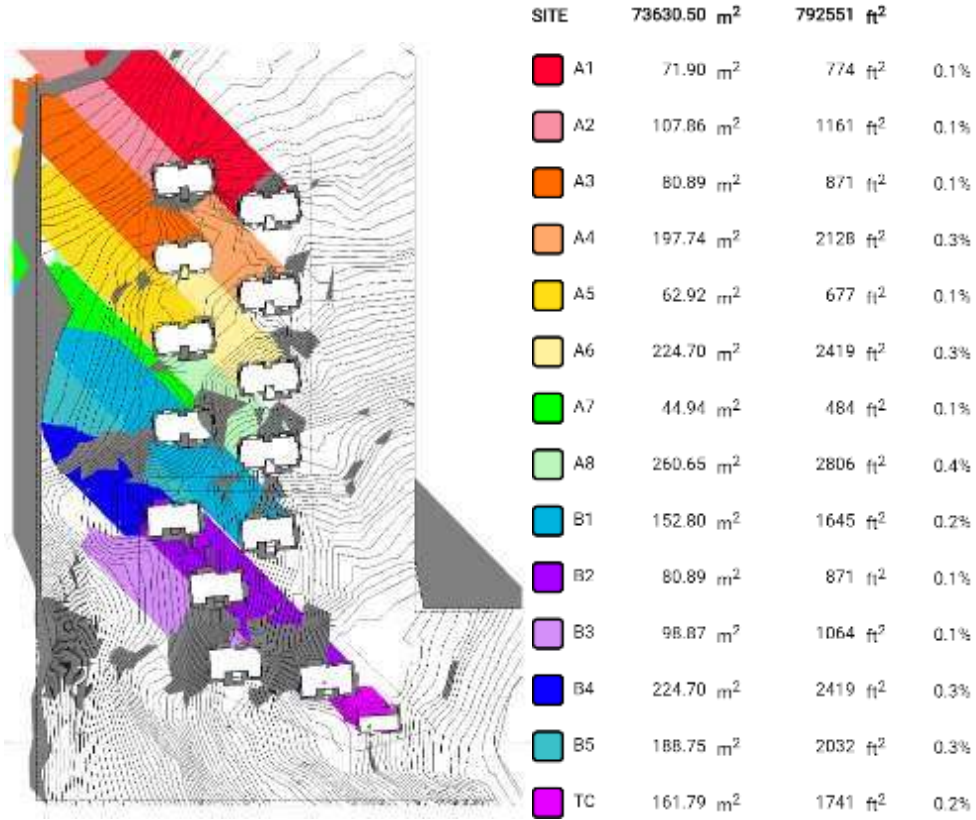 SITE 73630.50 m² 792551 ft²
A1 71.90 m² 774 ft² 0.1%
A2 107.86 m² 1161 ft² 0.1%
A3 80.89 m² 871 ft² 0.1%
A4 197.74 m² 2128 ft² 0.3%
A5 62.92 m² 677 ft² 0.1%
A6 224.70 m² 2419 ft² 0.3%
A7 44.94 m² 484 ft² 0.1%
A8 260.65 m² 2806 ft² 0.4%
B1 152.80 m² 1645 ft² 0.2%
B2 80.89 m² 871 ft² 0.1%
B3 98.87 m² 1064 ft² 0.1%
B4 224.70 m² 2419 ft² 0.3%
B5 188.75 m² 2032 ft² 0.3%
TC 161.79 m² 1741 ft² 0.2%